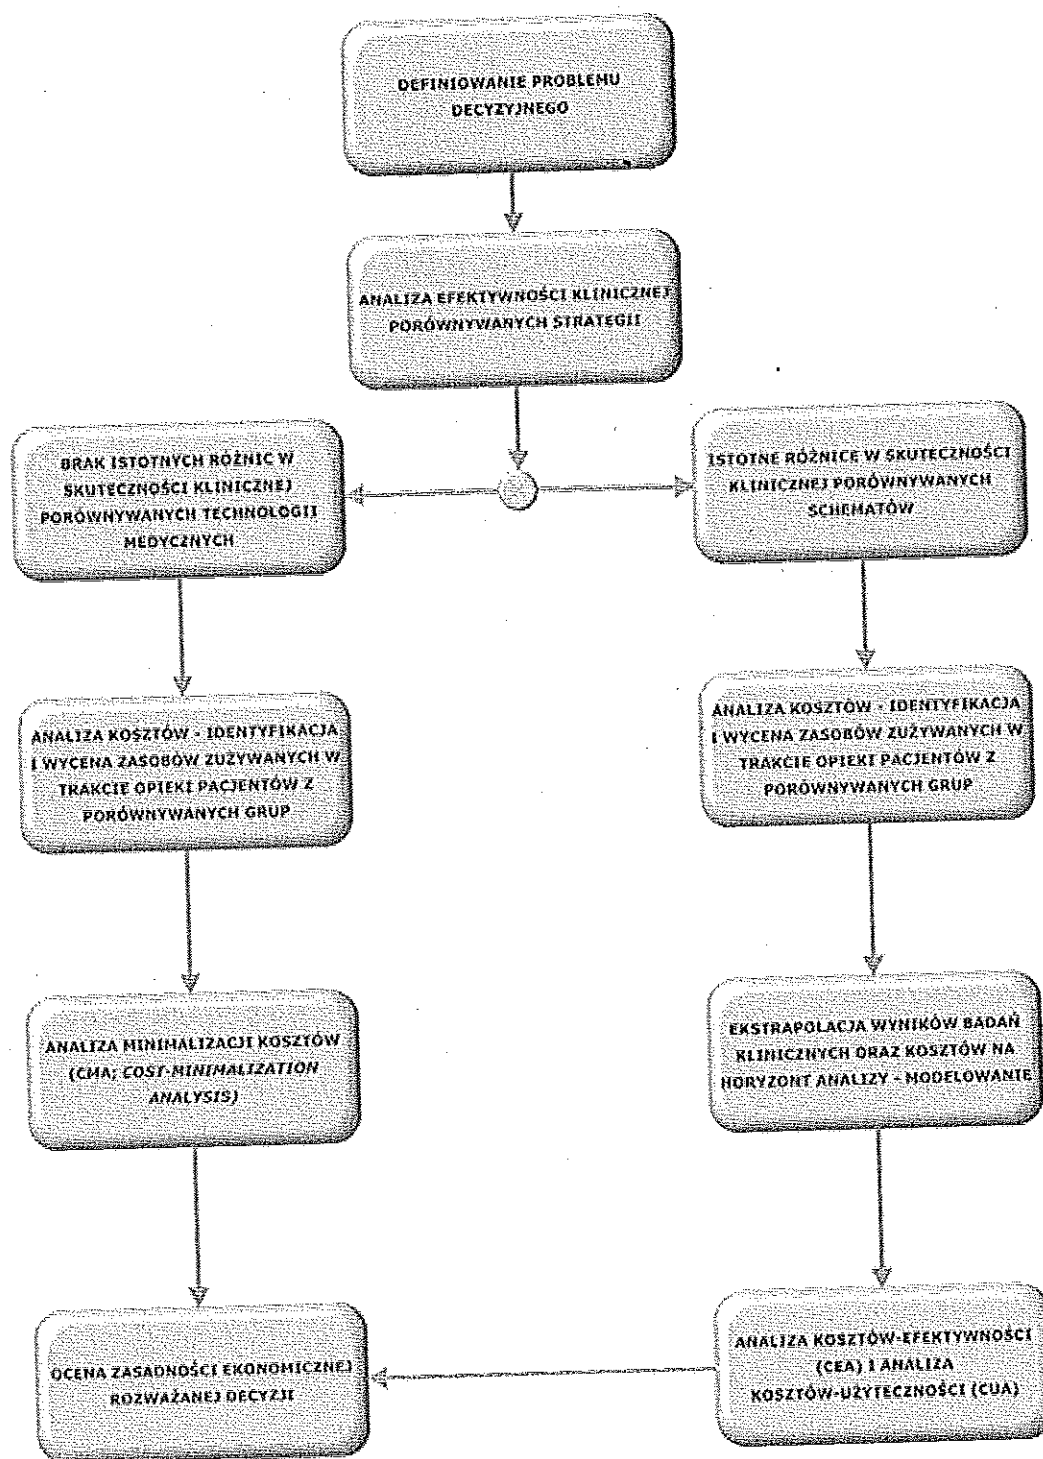 DEFINIOWANIE PROBLEMU
DECYZYJNEGO
ANALIZA EFEKTYWNOŚCI KLINICZNEJ
PORÓWNYWANYCH STRATEGII
BRAK ISTOTNYCH RÓŻNIC W
SKUTECZNOŚCI KLINICZNEJ
PORÓWNYWANYCH TECHNOLOGII
MEDYCZNYCH
ISTOTNE RÓŻNICE W SKUTECZNOŚCI
KLINICZNEJ PORÓWNYWANYCH
SCHEMATÓW
ANALIZA KOSZTÓW - IDENTYFIKACJA
I WYCENA ZASOBÓW ZUŻYWANYCH W
TRAKCIE OPIEKI PACJENTÓW Z
PORÓWNYWANYCH GRUP
ANALIZA KOSZTÓW - IDENTYFIKACJA
I WYCENA ZASOBÓW ZUŻYWANYCH W
TRAKCIE OPIEKI PACJENTÓW Z
PORÓWNYWANYCH GRUP
ANALIZA MINIMALIZACJI KOSZTÓW
(CMA; COST-MINIMALIZATION
ANALYSIS)
EKSTRAPOLACJA WYNIKÓW BADAŃ
KLINICZNYCH ORAZ KOSZTÓW NA
HORYZONT ANALIZY - MODELOWANIE
OCENA ZASADNOŚCI EKONOMICZNEJ
ROZWAŻANEJ DECYZJI
ANALIZA KOSZTÓW-EFEKTYWNOŚCI
(CEA) I ANALIZA
KOSZTÓW-UŻYTECZNOŚCI (CUA)